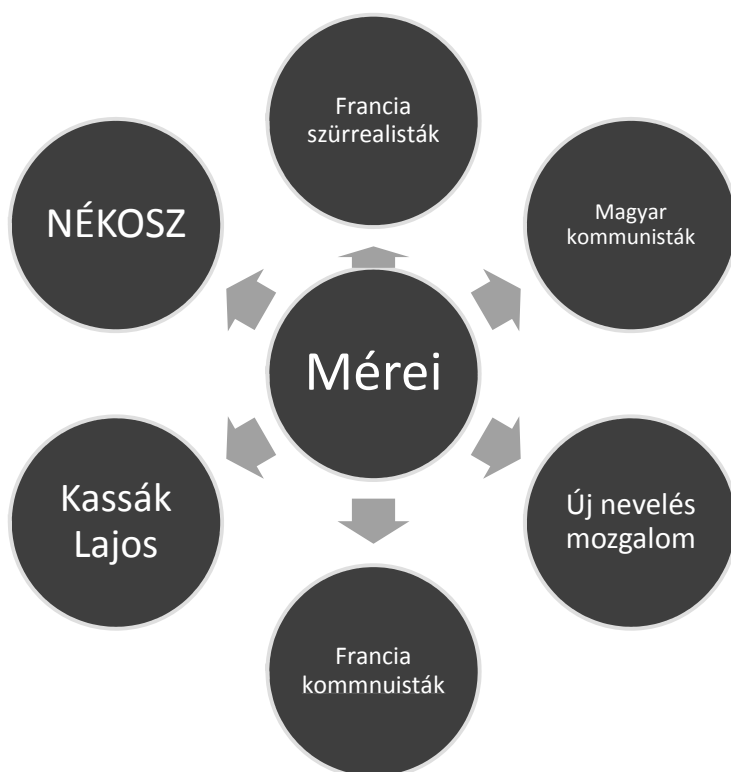 Francia
szürrealisták
NÉKOSZ
Magyar
kommunisták
Mérei
Kassák
Lajos
Új nevelés
mozgalom
Francia
kommnuisták